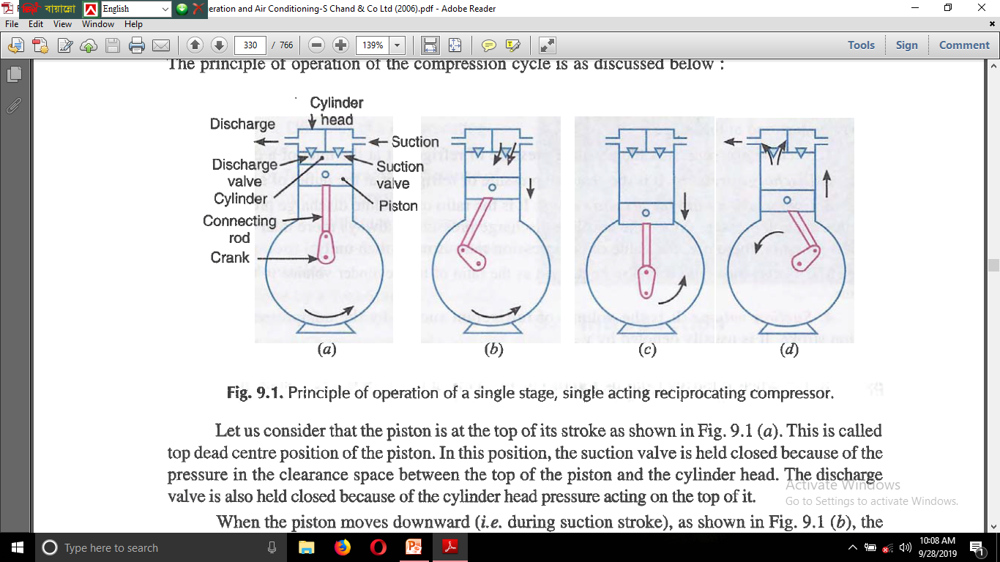 বায়ান্নো English eration and Air Conditioning-S Chand & Co Ltd (2006).pdf - Adobe Reader
File Edit View Window Help
330 / 766 139% Tools Sign Comment
The principle of operation of the compression cycle is as discussed below :
Cylinder
head
Discharge
Suction
Discharge
valve
Suction
valve
Cylinder
Piston
Connecting
rod
Crank
(a) (b) (c) (d)
Fig. 9.1. Principle of operation of a single stage, single acting reciprocating compressor.
Let us consider that the piston is at the top of its stroke as shown in Fig. 9.1 (a). This is called
top dead centre position of the piston. In this position, the suction valve is held closed because of the
pressure in the clearance space between the top of the piston and the cylinder head. The discharge
valve is also held closed because of the cylinder head pressure acting on the top of it.
When the piston moves downward (i.e. during suction stroke), as shown in Fig. 9.1 (b), the
Activate Windows
Go to Settings to activate Windows.
Type here to search
10:08 AM
9/28/2019
1